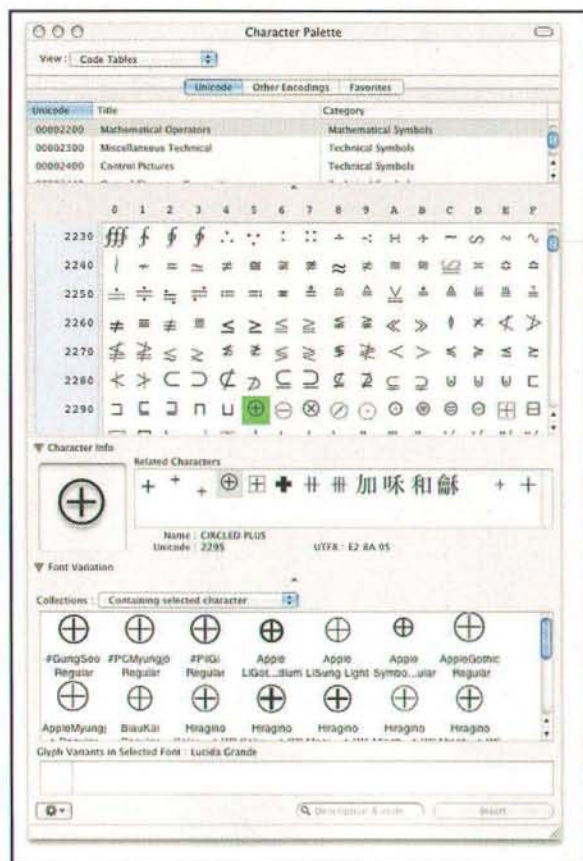 Character Palette
View : Code Tables
Unicode Other Encodings Favorites
Unicode Title Category
00002200 Mathematical Operators Mathematical Symbols
00002300 Miscellaneous Technical Technical Symbols
00002400 Control Pictures Technical Symbols
0 1 2 3 4 5 6 7 8 9 A B C D E F
2230 ∰ ∱ ∲ ∳ ∴ ∵ ∶ ∷ ∸ ∹ ∺ ∻ ∼ ∽ ∾ ∿
2240 ≀ ≁ ≂ ≃ ≄ ≅ ≆ ≇ ≈ ≉ ≊ ≋ ≌ ≍ ≎ ≏
2250 ≐ ≑ ≒ ≓ ≔ ≕ ≖ ≗ ≘ ≙ ≚ ≛ ≜ ≝ ≞ ≟
2260 ≠ ≡ ≢ ≣ ≤ ≥ ≦ ≧ ≨ ≩ ≪ ≫ ≬ ≭ ≮ ≯
2270 ≰ ≱ ≲ ≳ ≴ ≵ ≶ ≷ ≸ ≹ ≺ ≻ ≼ ≽ ≾ ≿
2280 ⊀ ⊁ ⊂ ⊃ ⊄ ⊅ ⊆ ⊇ ⊈ ⊉ ⊊ ⊋ ⊌ ⊍ ⊎ ⊏
2290 ⊐ ⊑ ⊒ ⊓ ⊔ ⊕ ⊖ ⊗ ⊘ ⊙ ⊚ ⊛ ⊜ ⊝ ⊞ ⊟
Character Info
Related Characters
⊕ + ⁺ ₊ ⊕ ⊞ ✚ ⧺ ⧻ 加 咊 和 龢 + +
Name : CIRCLED PLUS
Unicode : 2295 UTF8 : E2 8A 95
Font Variation
Collections : Containing selected character
⊕ ⊕ ⊕ ⊕ ⊕ ⊕ ⊕
#GungSeo #PCMyungjo #PilGi Apple Apple Apple AppleGothic
Regular Regular Regular LiGot...dium LiSung Light Symbo...ular Regular
⊕ ⊕ ⊕ ⊕ ⊕ ⊕ ⊕
AppleMyungj BiauKai Hiragino Hiragino Hiragino Hiragino Hiragino
Glyph Variants in Selected Font : Lucida Grande
Description & code Insert